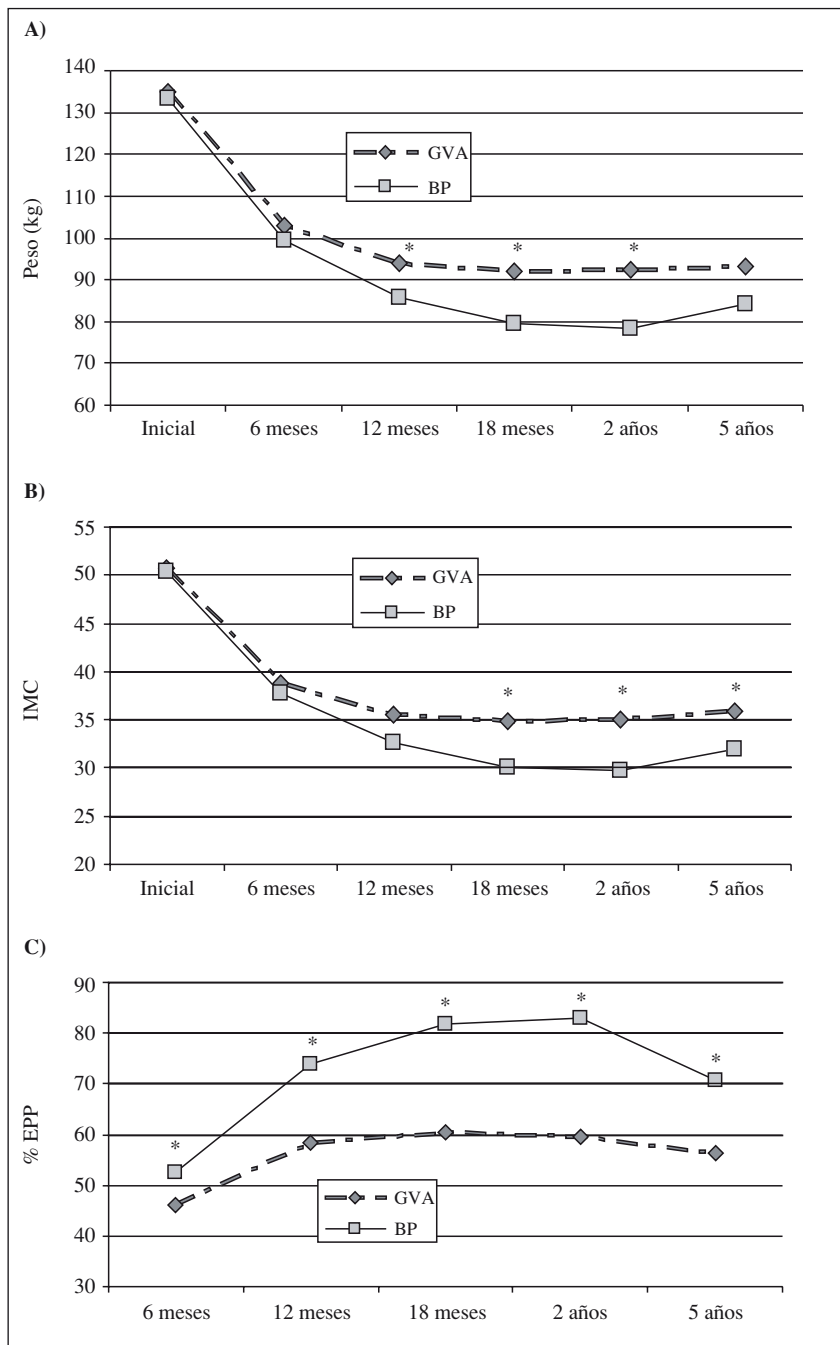 A)
140
130
120
110
100
90
80
70
60
Peso (kg)
GVA
BP
* * *
Inicial 6 meses 12 meses 18 meses 2 años 5 años
B)
55
50
45
40
35
30
25
20
IMC
GVA
BP
* * *
Inicial 6 meses 12 meses 18 meses 2 años 5 años
C)
90
80
70
60
50
40
30
% EPP
* * * * *
GVA
BP
6 meses 12 meses 18 meses 2 años 5 años